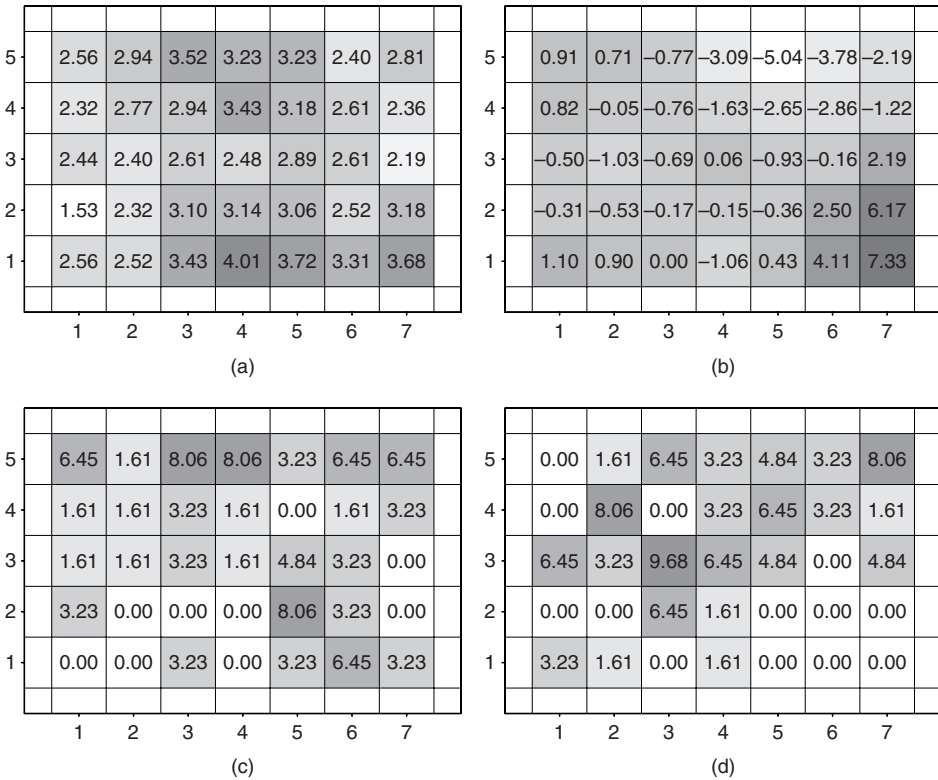 5 2.56 2.94 3.52 3.23 3.23 2.40 2.81
4 2.32 2.77 2.94 3.43 3.18 2.61 2.36
3 2.44 2.40 2.61 2.48 2.89 2.61 2.19
2 1.53 2.32 3.10 3.14 3.06 2.52 3.18
1 2.56 2.52 3.43 4.01 3.72 3.31 3.68
1 2 3 4 5 6 7
(a)
0.91 0.71 –0.77 –3.09 –5.04 –3.78 –2.19
0.82 –0.05 –0.76 –1.63 –2.65 –2.86 –1.22
–0.50 –1.03 –0.69 0.06 –0.93 –0.16 2.19
–0.31 –0.53 –0.17 –0.15 –0.36 2.50 6.17
1.10 0.90 0.00 –1.06 0.43 4.11 7.33
1 2 3 4 5 6 7
(b)
5 6.45 1.61 8.06 8.06 3.23 6.45 6.45
4 1.61 1.61 3.23 1.61 0.00 1.61 3.23
3 1.61 1.61 3.23 1.61 4.84 3.23 0.00
2 3.23 0.00 0.00 0.00 8.06 3.23 0.00
1 0.00 0.00 3.23 0.00 3.23 6.45 3.23
1 2 3 4 5 6 7
(c)
5 0.00 1.61 6.45 3.23 4.84 3.23 8.06
4 0.00 8.06 0.00 3.23 6.45 3.23 1.61
3 6.45 3.23 9.68 6.45 4.84 0.00 4.84
2 0.00 0.00 6.45 1.61 0.00 0.00 0.00
1 3.23 1.61 0.00 1.61 0.00 0.00 0.00
1 2 3 4 5 6 7
(d)